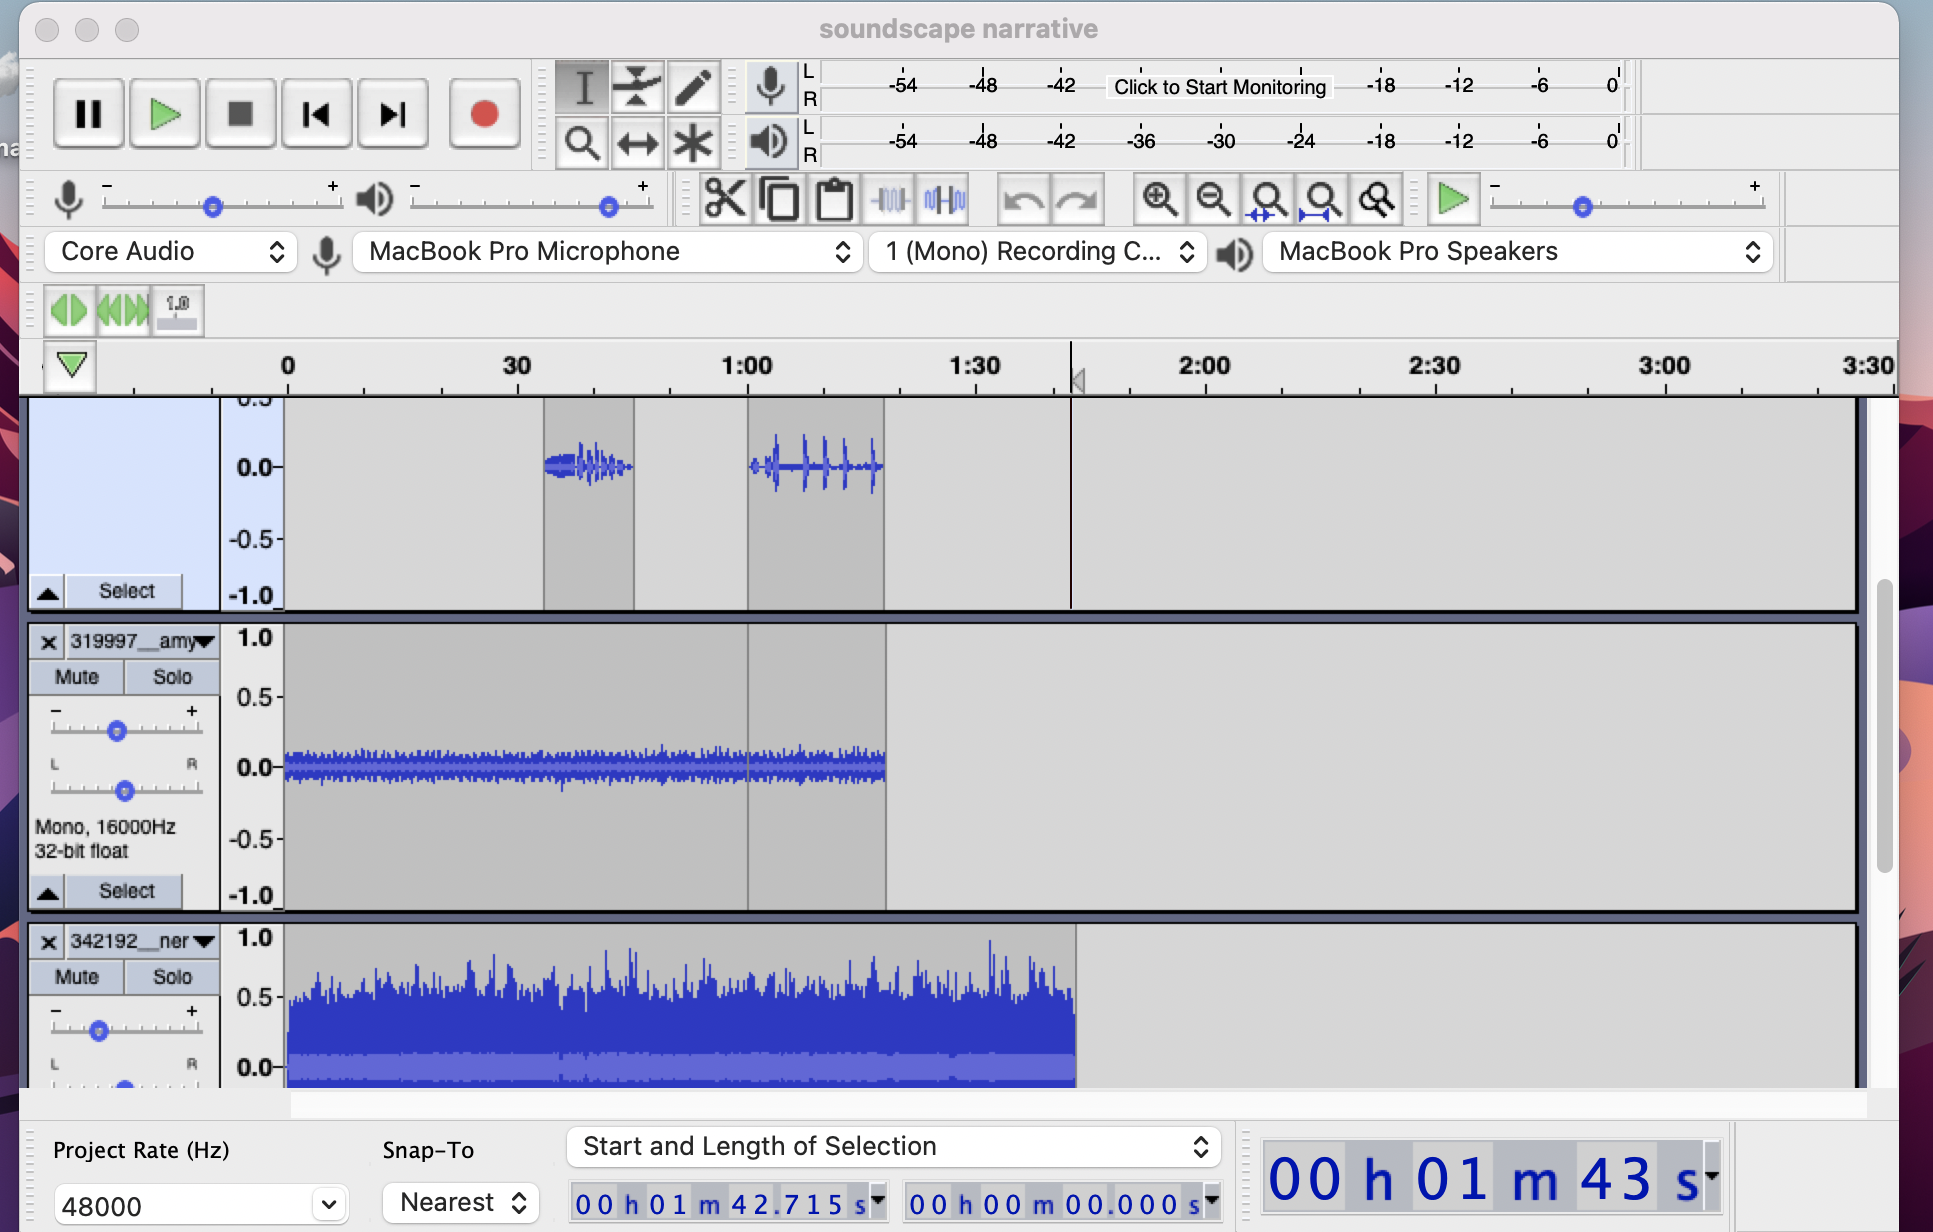 soundscape narrative
L
R
-54 -48 -42 Click to Start Monitoring -18 -12 -6 0
L
R
-54 -48 -42 -36 -30 -24 -18 -12 -6 0
- + - + - +
Core Audio MacBook Pro Microphone 1 (Mono) Recording C... MacBook Pro Speakers
1.0
0 30 1:00 1:30 2:00 2:30 3:00 3:30
0.5
0.0
-0.5
Select -1.0
319997__amy 1.0
Mute Solo
0.5
- +
L R
0.0
Mono, 16000Hz
-0.5
32-bit float
Select -1.0
342192__ner 1.0
Mute Solo
0.5
- +
L R
0.0
Project Rate (Hz) Snap-To Start and Length of Selection
48000 Nearest 00 h 01 m 42.715 s 00 h 00 m 00.000 s 00 h 01 m 43 s